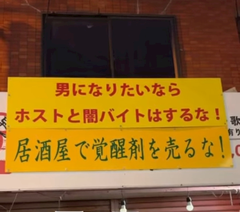 男になりたいなら
ホストと闇バイトはするな！
居酒屋で覚醒剤を売るな！
歌